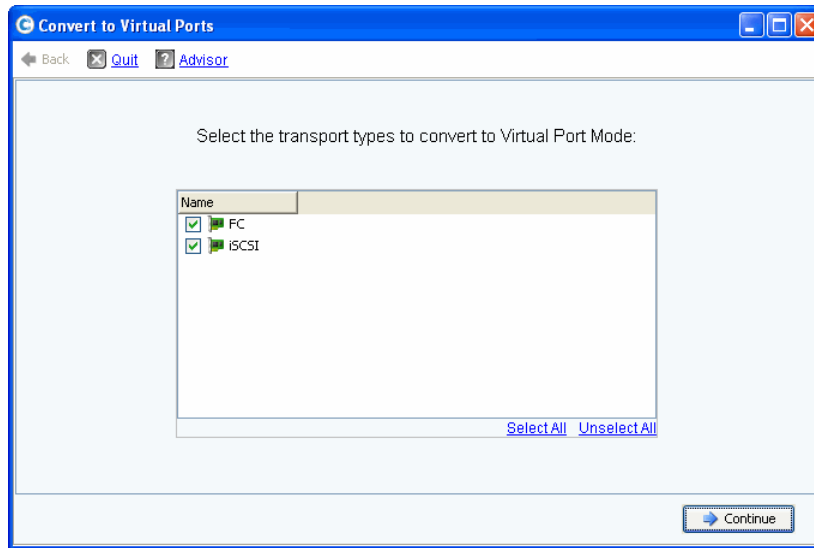 Convert to Virtual Ports
Back Quit Advisor
Select the transport types to convert to Virtual Port Mode:
Name
FC
iSCSI
Select All Unselect All
Continue